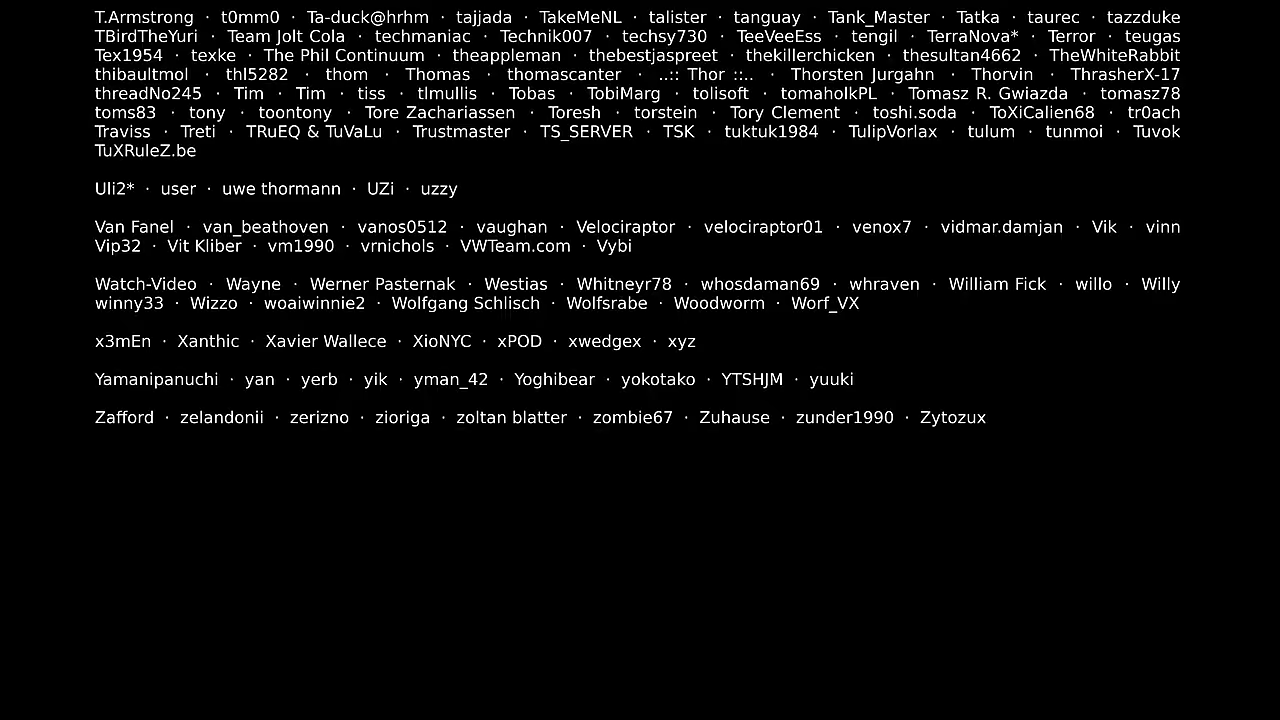 T.Armstrong · t0mm0 · Ta-duck@hrhm · tajjada · TakeMeNL · talister · tanguay · Tank_Master · Tatka · taurec · tazzduke
TBirdTheYuri · Team Jolt Cola · techmaniac · Technik007 · techsy730 · TeeVeeEss · tengil · TerraNova* · Terror · teugas
Tex1954 · texke · The Phil Continuum · theappleman · thebestjaspreet · thekillerchicken · thesultan4662 · TheWhiteRabbit
thibaultmol · thl5282 · thom · Thomas · thomascanter · ..:: Thor ::.. · Thorsten Jurgahn · Thorvin · ThrasherX-17
threadNo245 · Tim · Tim · tiss · tlmullis · Tobas · TobiMarg · tolisoft · tomaholkPL · Tomasz R. Gwiazda · tomasz78
toms83 · tony · toontony · Tore Zachariassen · Toresh · torstein · Tory Clement · toshi.soda · ToXiCalien68 · tr0ach
Traviss · Treti · TRuEQ & TuVaLu · Trustmaster · TS_SERVER · TSK · tuktuk1984 · TulipVorlax · tulum · tunmoi · Tuvok
TuXRuleZ.be
Uli2* · user · uwe thormann · UZi · uzzy
Van Fanel · van_beathoven · vanos0512 · vaughan · Velociraptor · velociraptor01 · venox7 · vidmar.damjan · Vik · vinn
Vip32 · Vit Kliber · vm1990 · vrnichols · VWTeam.com · Vybi
Watch-Video · Wayne · Werner Pasternak · Westias · Whitneyr78 · whosdaman69 · whraven · William Fick · willo · Willy
winny33 · Wizzo · woaiwinnie2 · Wolfgang Schlisch · Wolfsrabe · Woodworm · Worf_VX
x3mEn · Xanthic · Xavier Wallece · XioNYC · xPOD · xwedgex · xyz
Yamanipanuchi · yan · yerb · yik · yman_42 · Yoghibear · yokotako · YTSHJM · yuuki
Zafford · zelandonii · zerizno · zioriga · zoltan blatter · zombie67 · Zuhause · zunder1990 · Zytozux